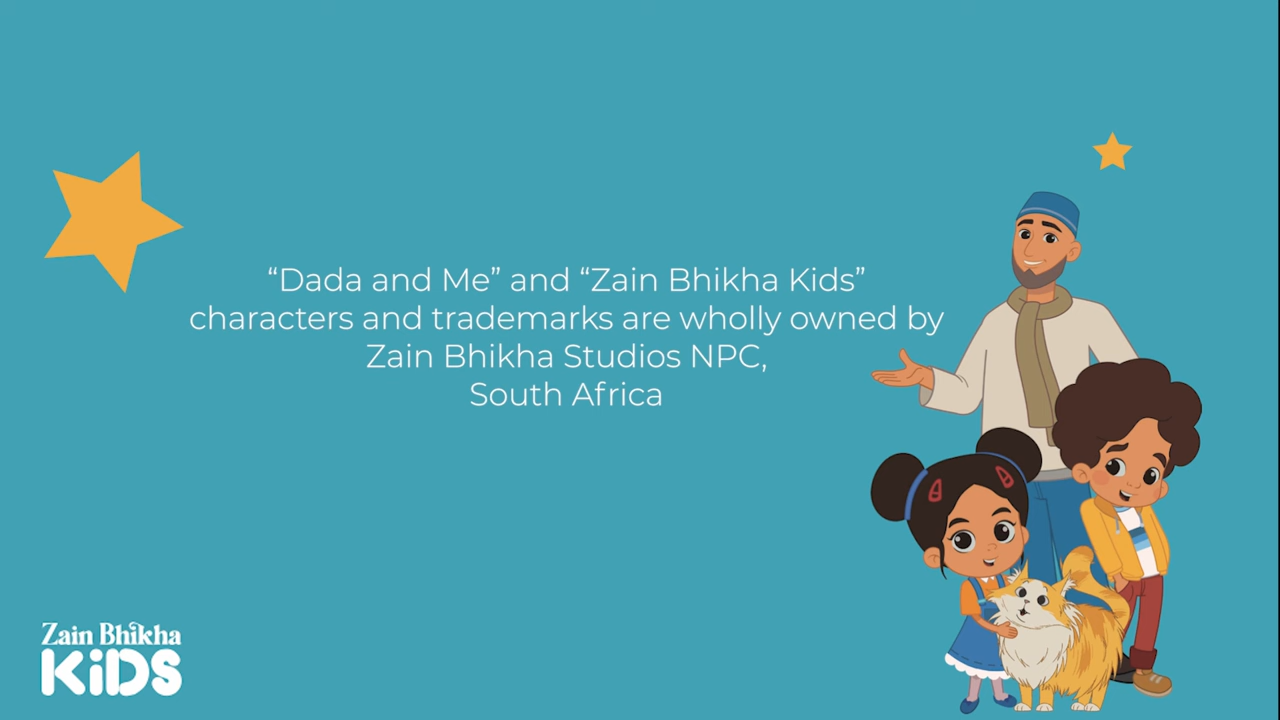 “Dada and Me” and “Zain Bhikha Kids”
characters and trademarks are wholly owned by
Zain Bhikha Studios NPC,
South Africa
Zain Bhikha
KiDS